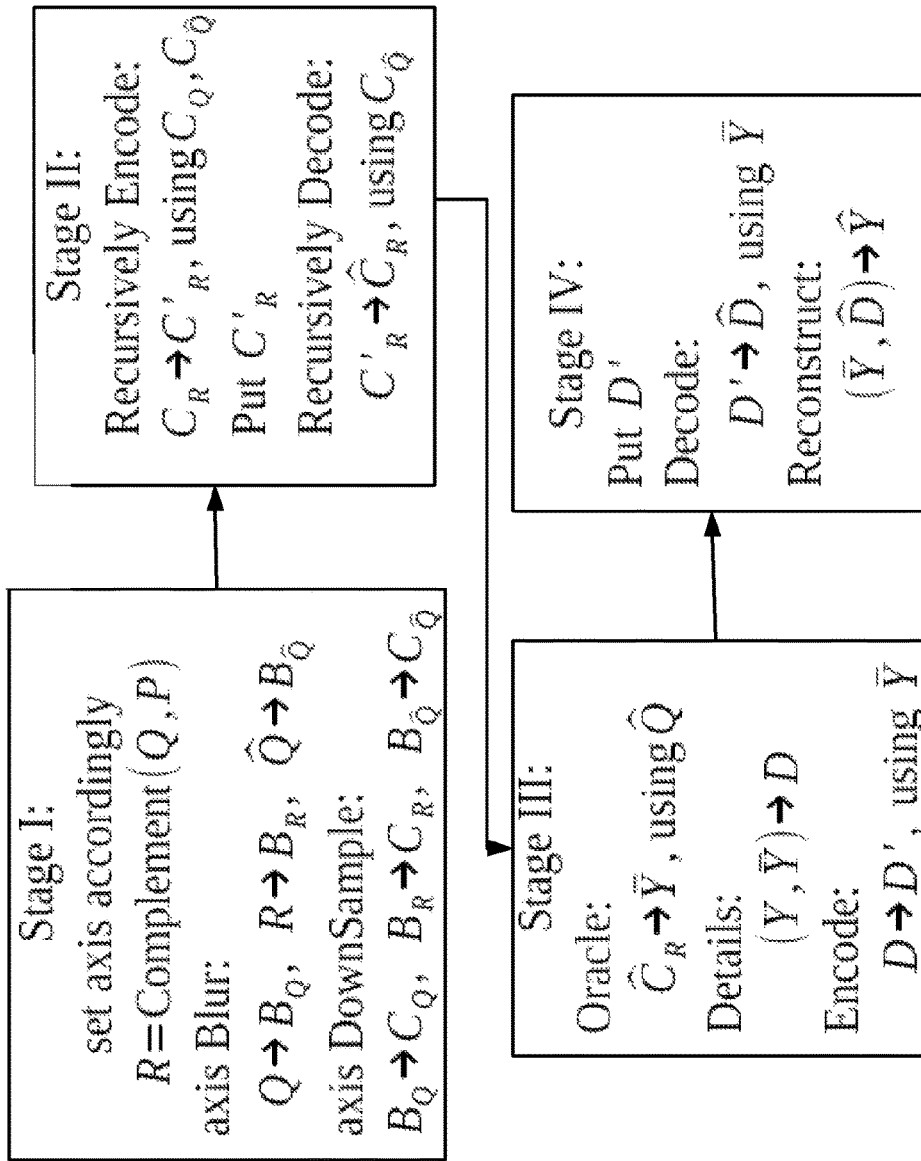 Stage I:
set axis accordingly
R=Complement(Q,P)
axis Blur:
Q→B_Q, R→B_R, Q̂→B_Q̂
axis DownSample:
B_Q→C_Q, B_R→C_R, B_Q̂→C_Q̂
Stage II:
Recursively Encode:
C_R→C'_R, using C_Q, C_Q̂
Put C'_R
Recursively Decode:
C'_R→Ĉ_R, using C_Q̂
Stage III:
Oracle:
Ĉ_R→Ȳ, using Q̂
Details:
(Y,Ȳ)→D
Encode:
D→D', using Ȳ
Stage IV:
Put D'
Decode:
D'→D̂, using Ȳ
Reconstruct:
(Ȳ,D̂)→Ŷ